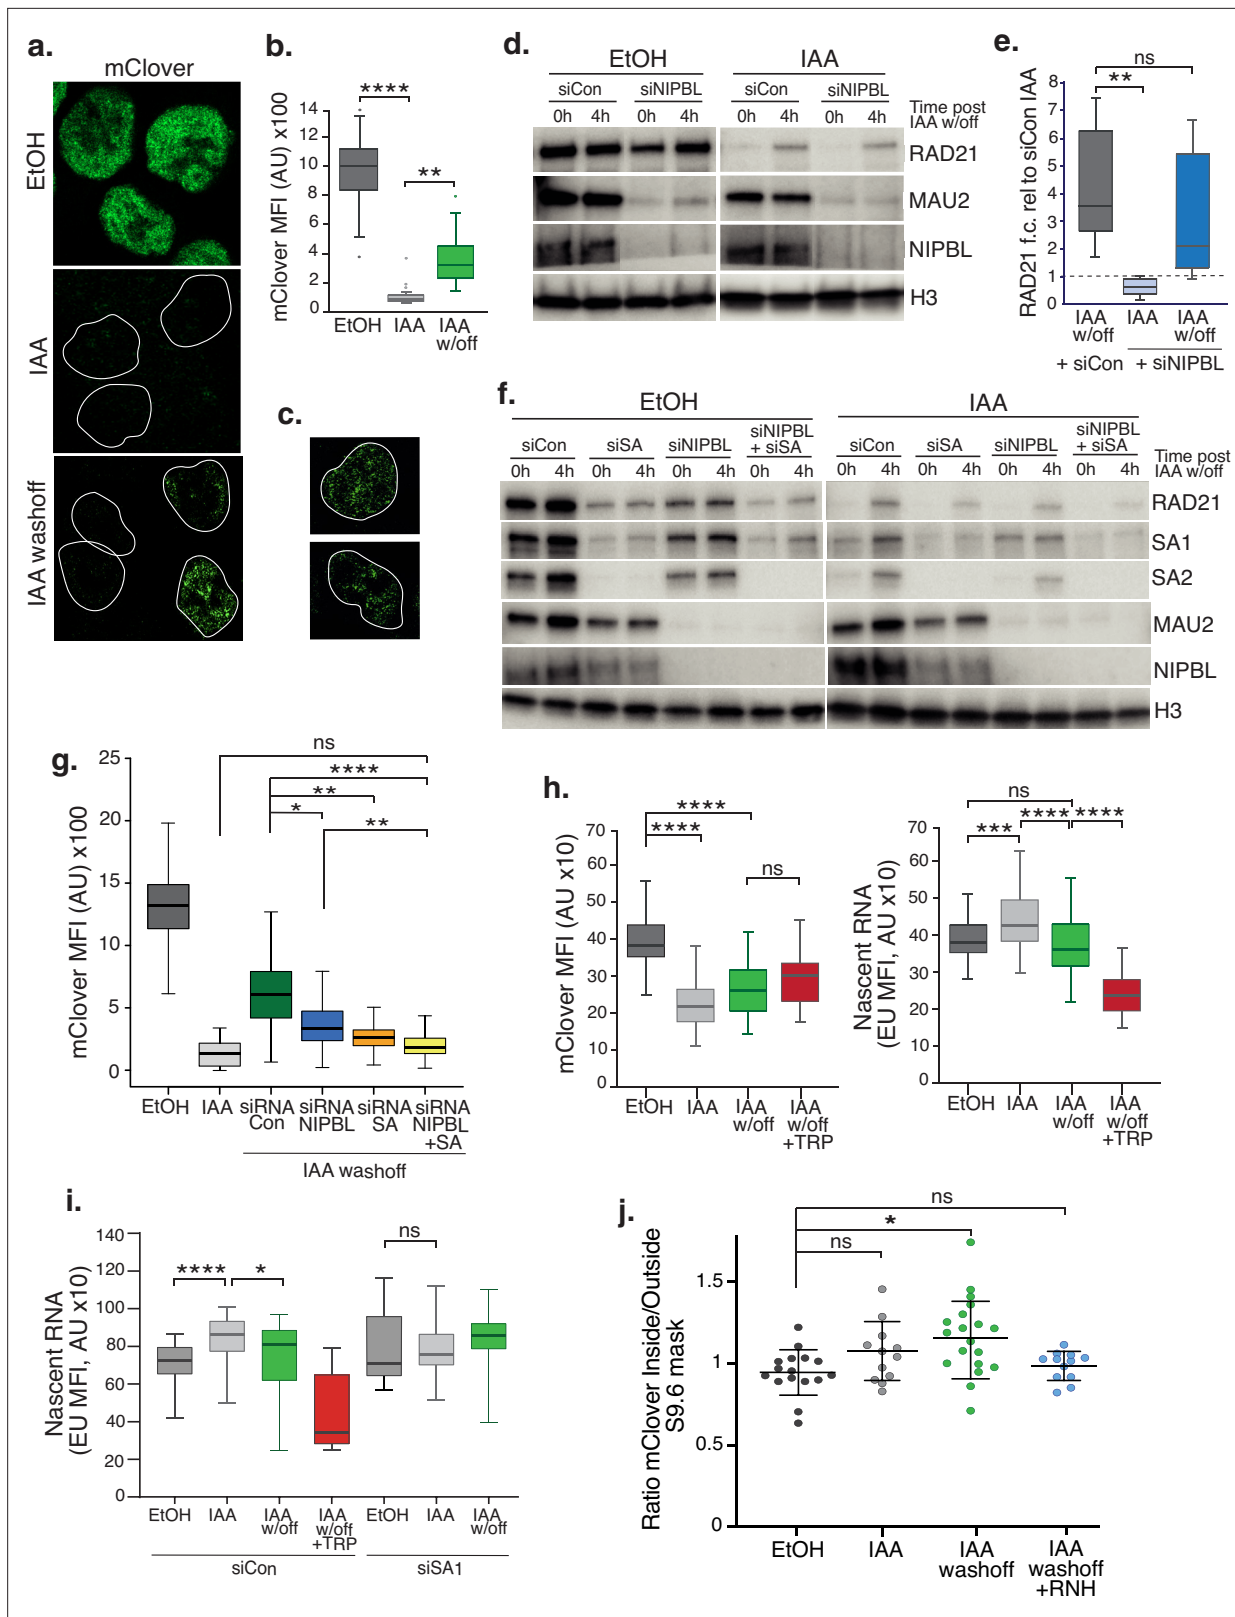 a.
mClover
EtOH
IAA
IAA washoff
b.
mClover MFI (AU) x100
14
12
10
8
6
4
2
0
****
**
EtOH
IAA
IAA
w/off
c.
d.
EtOH
IAA
siCon
siNIPBL
siCon
siNIPBL
0h 4h 0h 4h
0h 4h 0h 4h
Time post
IAA w/off
RAD21
MAU2
NIPBL
H3
e.
RAD21 f.c. rel to siCon IAA
8
7
6
5
4
3
2
1
0
ns
**
IAA
w/off
IAA
IAA
w/off
+ siCon
+ siNIPBL
f.
EtOH
IAA
siCon
siSA
siNIPBL
siNIPBL
+ siSA
siCon
siSA
siNIPBL
siNIPBL
+ siSA
0h 4h 0h 4h 0h 4h 0h 4h
0h 4h 0h 4h 0h 4h 0h 4h
Time post
IAA w/off
RAD21
SA1
SA2
MAU2
NIPBL
H3
g.
mClover MFI (AU) x100
25
20
15
10
5
0
ns
****
**
*
**
EtOH
IAA
siRNA
Con
siRNA
NIPBL
siRNA
SA
siRNA
NIPBL
+SA
IAA washoff
h.
mClover MFI (AU x10)
70
60
50
40
30
20
10
0
****
****
ns
EtOH
IAA
IAA
w/off
IAA
w/off
+TRP
Nascent RNA
(EU MFI, AU x10)
70
60
50
40
30
20
10
0
ns
***
****
****
EtOH
IAA
IAA
w/off
IAA
w/off
+TRP
i.
Nascent RNA
(EU MFI, AU x10)
140
120
100
80
60
40
20
0
****
*
ns
EtOH
IAA
IAA
w/off
IAA
w/off
+TRP
EtOH
IAA
IAA
w/off
siCon
siSA1
j.
Ratio mClover Inside/Outside
S9.6 mask
1.5
1
0.5
0
ns
*
ns
EtOH
IAA
IAA
washoff
IAA
washoff
+RNH